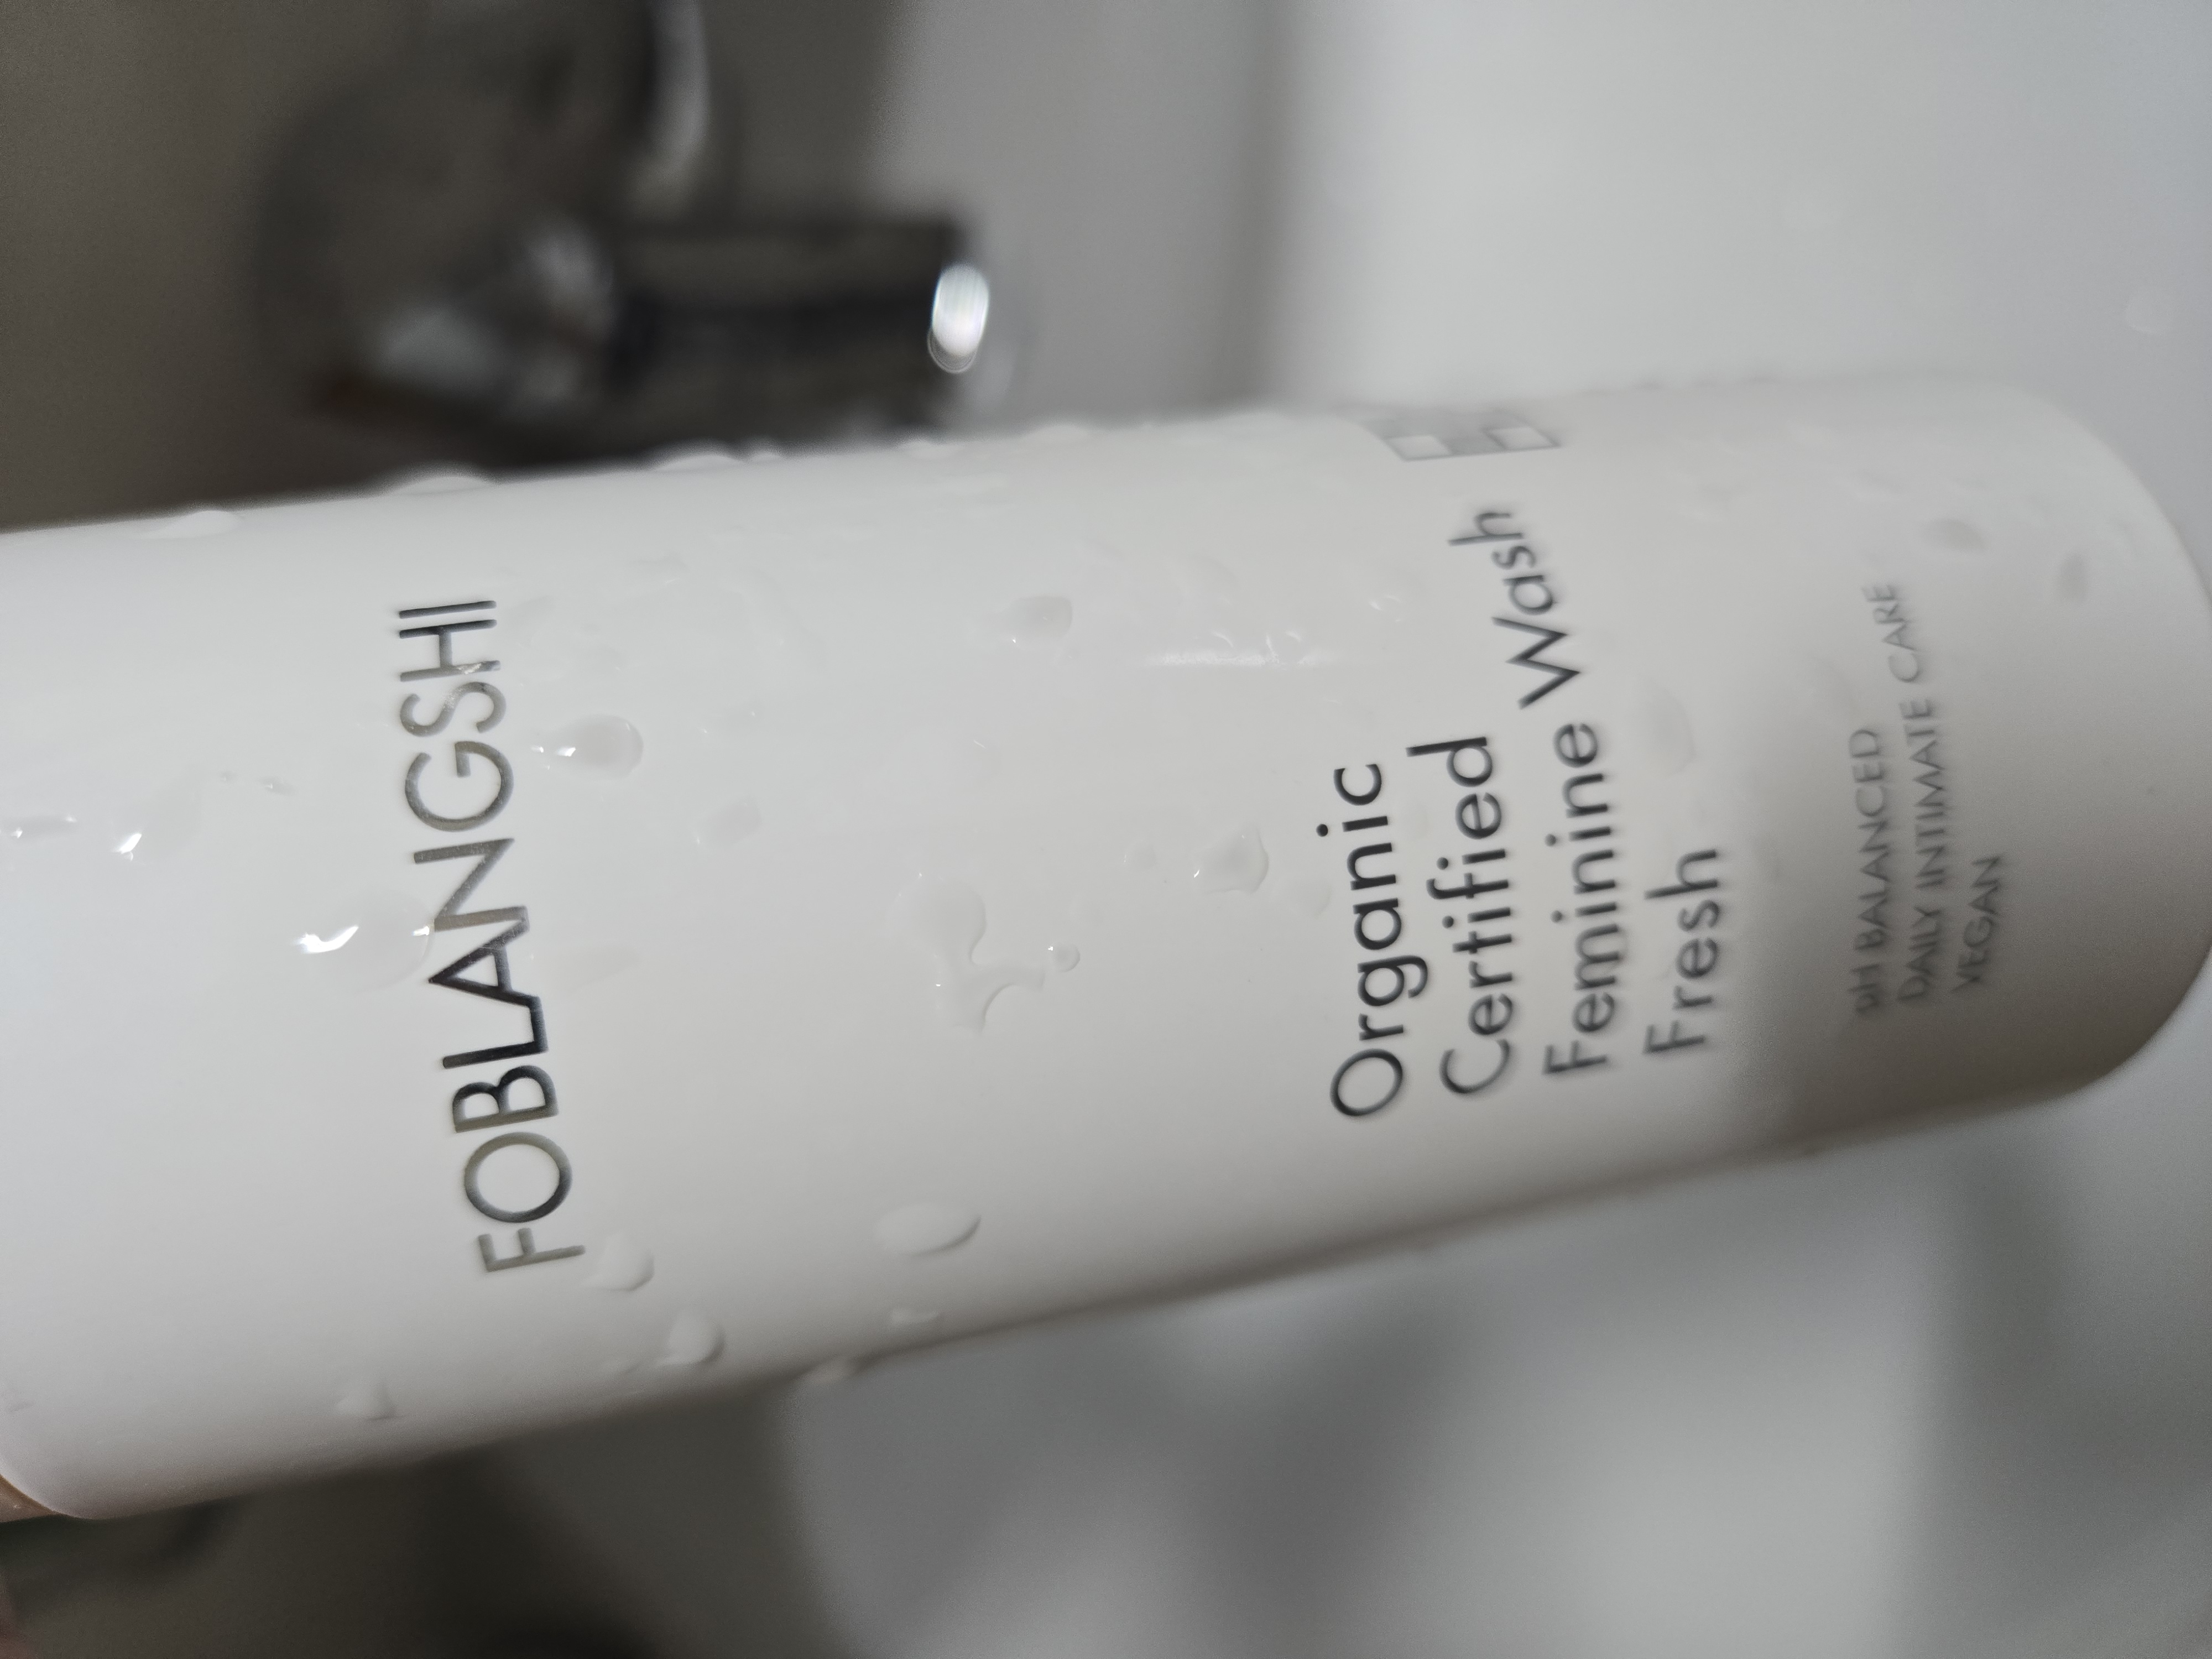 FOBLANGSHI
Organic
Certified
Feminine Wash
Fresh
pH BALANCED
DAILY INTIMATE CARE
VEGAN